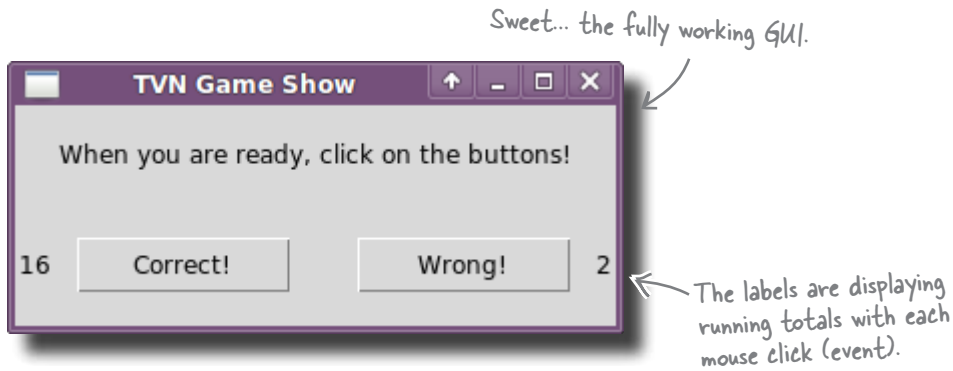 Sweet... the fully working GUI.
TVN Game Show
When you are ready, click on the buttons!
16 Correct! Wrong! 2
The labels are displaying
running totals with each
mouse click (event).